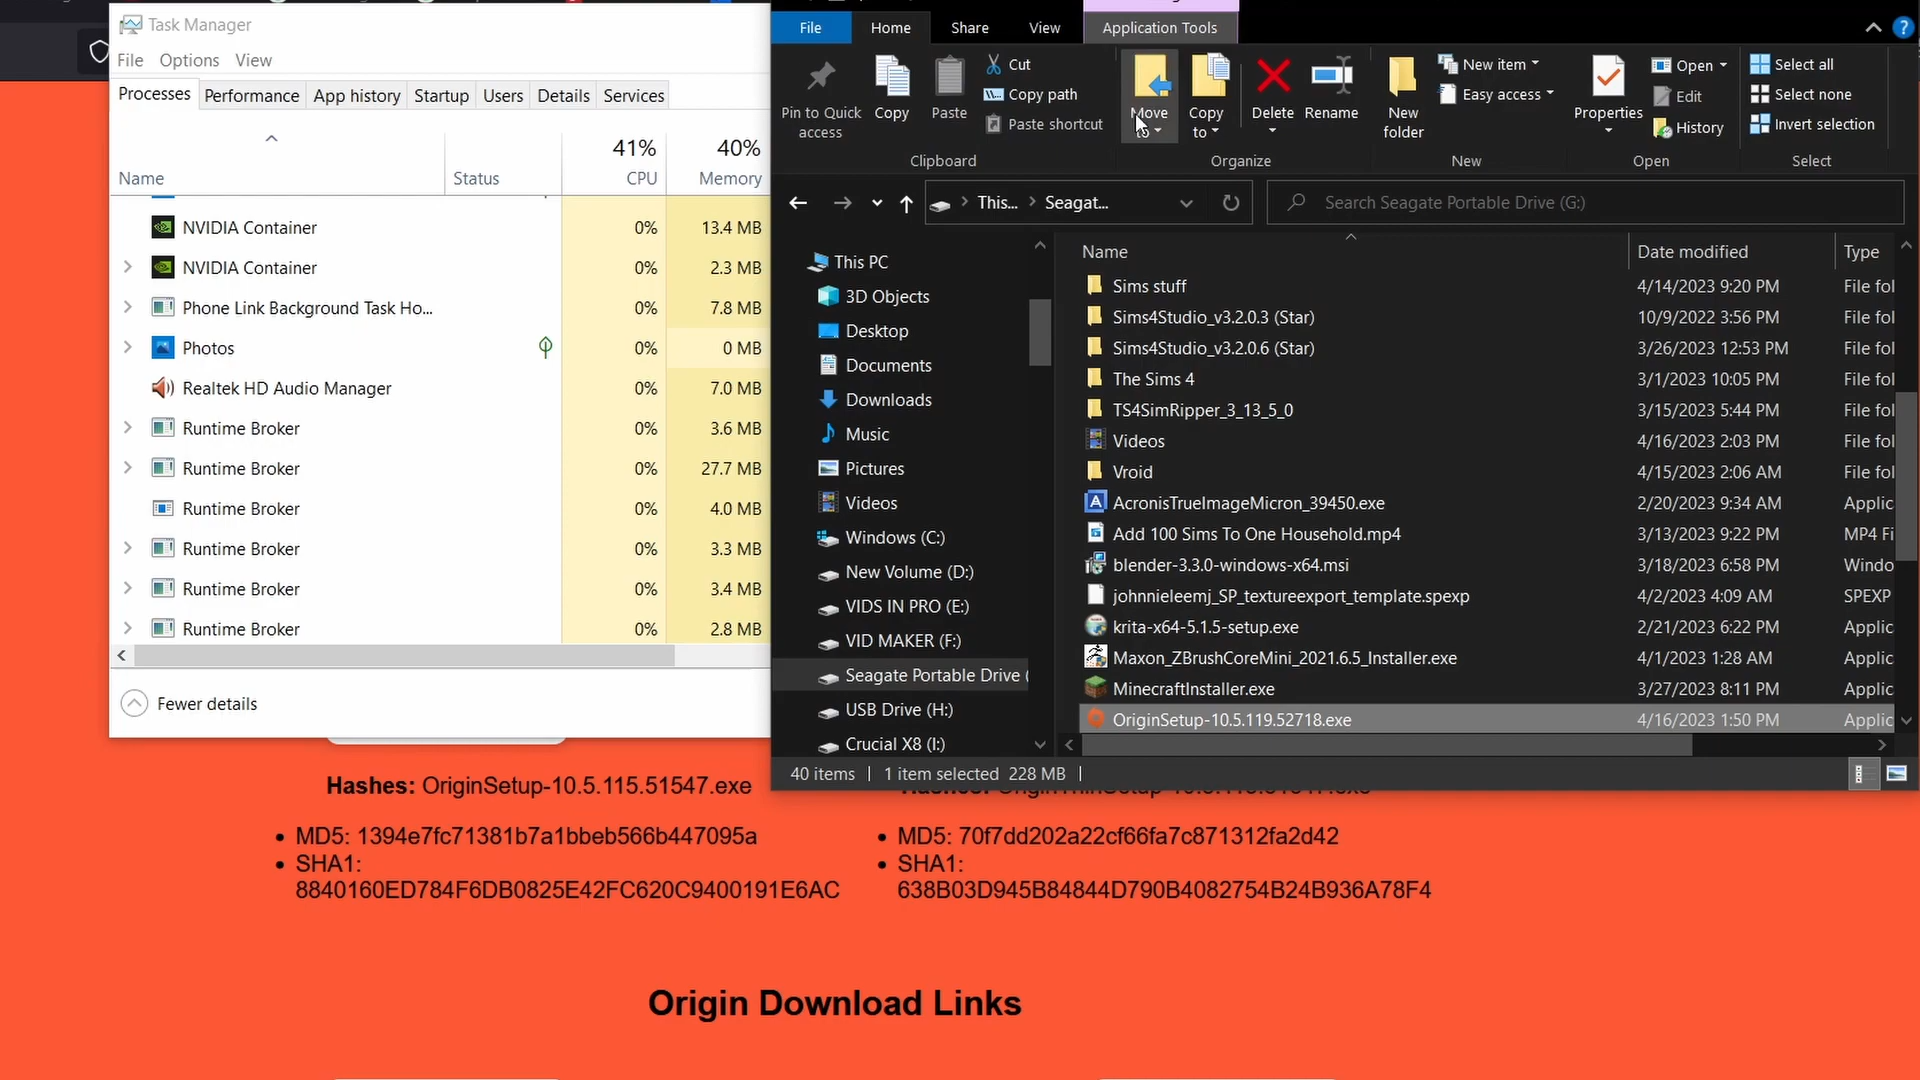 Task Manager
File Options View
Processes Performance App history Startup Users Details Services
41% 40%
Name Status CPU Memory
NVIDIA Container 0% 13.4 MB
NVIDIA Container 0% 2.3 MB
Phone Link Background Task Ho... 0% 7.8 MB
Photos 0% 0 MB
Realtek HD Audio Manager 0% 7.0 MB
Runtime Broker 0% 3.6 MB
Runtime Broker 0% 27.7 MB
Runtime Broker 0% 4.0 MB
Runtime Broker 0% 3.3 MB
Runtime Broker 0% 3.4 MB
Runtime Broker 0% 2.8 MB
Fewer details
File Home Share View Application Tools
Pin to Quick access
Copy
Paste
Cut
Copy path
Paste shortcut
Clipboard
Move to
Copy to
Delete
Rename
Organize
New folder
New item
Easy access
New
Properties
Open
Edit
History
Open
Select all
Select none
Invert selection
Select
This... Seagat... Search Seagate Portable Drive (G:)
This PC
3D Objects
Desktop
Documents
Downloads
Music
Pictures
Videos
Windows (C:)
New Volume (D:)
VIDS IN PRO (E:)
VID MAKER (F:)
Seagate Portable Drive (
USB Drive (H:)
Crucial X8 (I:)
Name Date modified Type
Sims stuff 4/14/2023 9:20 PM File fol
Sims4Studio_v3.2.0.3 (Star) 10/9/2022 3:56 PM File fol
Sims4Studio_v3.2.0.6 (Star) 3/26/2023 12:53 PM File fol
The Sims 4 3/1/2023 10:05 PM File fol
TS4SimRipper_3_13_5_0 3/15/2023 5:44 PM File fol
Videos 4/16/2023 2:03 PM File fol
Vroid 4/15/2023 2:06 AM File fol
AcronisTrueImageMicron_39450.exe 2/20/2023 9:34 AM Applic
Add 100 Sims To One Household.mp4 3/13/2023 9:22 PM MP4 Fi
blender-3.3.0-windows-x64.msi 3/18/2023 6:58 PM Windo
johnnieleemj_SP_textureexport_template.spexp 4/2/2023 4:09 AM SPEXP
krita-x64-5.1.5-setup.exe 2/21/2023 6:22 PM Applic
Maxon_ZBrushCoreMini_2021.6.5_Installer.exe 4/1/2023 1:28 AM Applic
MinecraftInstaller.exe 3/27/2023 8:11 PM Applic
OriginSetup-10.5.119.52718.exe 4/16/2023 1:50 PM Applic
40 items 1 item selected 228 MB
Hashes: OriginSetup-10.5.115.51547.exe
MD5: 1394e7fc71381b7a1bbeb566b447095a
SHA1:
8840160ED784F6DB0825E42FC620C9400191E6AC
MD5: 70f7dd202a22cf66fa7c871312fa2d42
SHA1:
638B03D945B84844D790B4082754B24B936A78F4
Origin Download Links